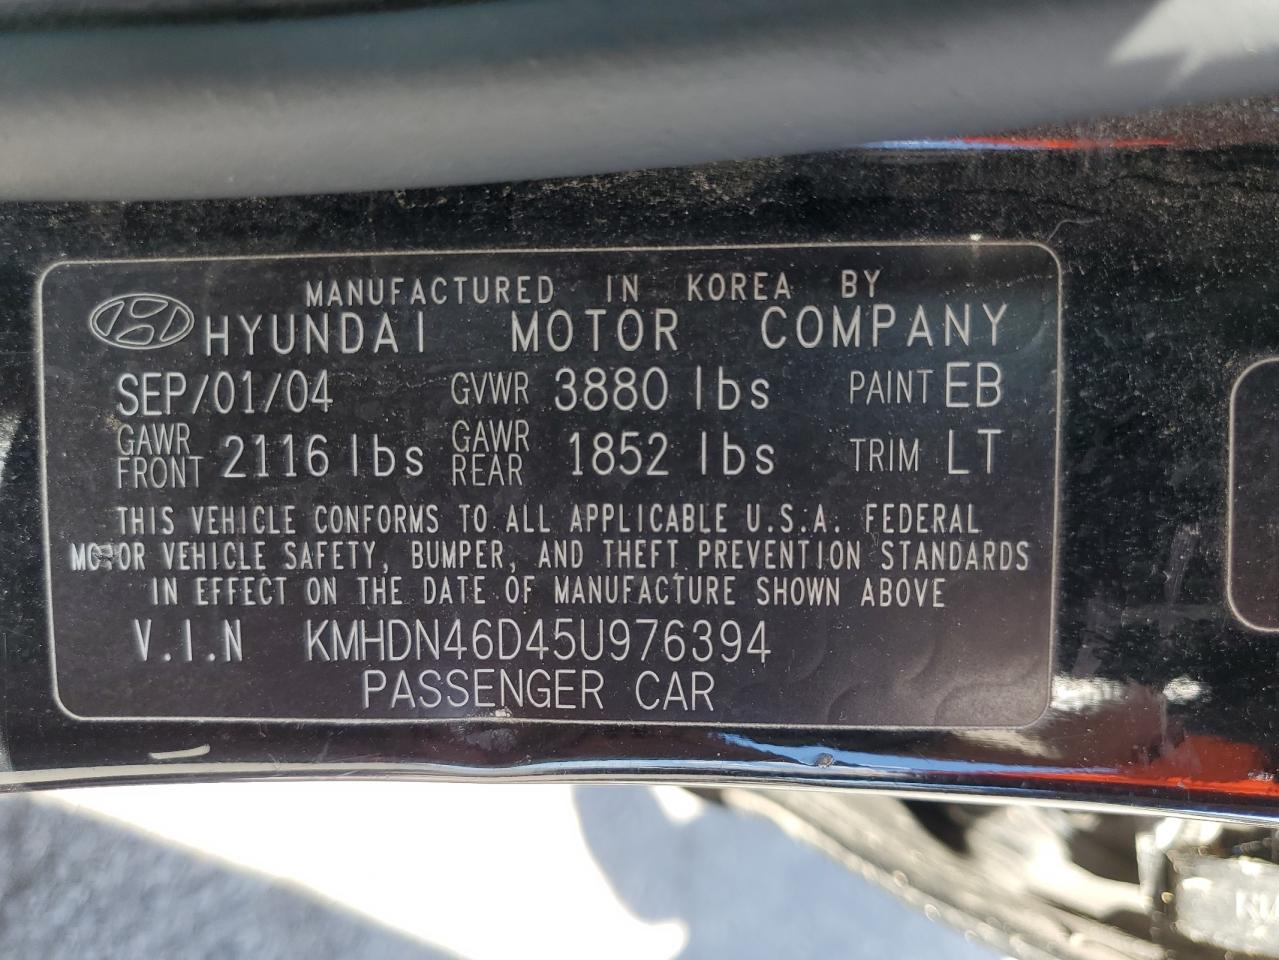 MANUFACTURED IN KOREA BY
HYUNDAI MOTOR COMPANY
SEP/01/04 GVWR 3880 lbs PAINT EB
GAWR FRONT 2116 lbs GAWR REAR 1852 lbs TRIM LT
THIS VEHICLE CONFORMS TO ALL APPLICABLE U.S.A. FEDERAL
MOTOR VEHICLE SAFETY, BUMPER, AND THEFT PREVENTION STANDARDS
IN EFFECT ON THE DATE OF MANUFACTURE SHOWN ABOVE
V.I.N KMHDN46D45U976394
PASSENGER CAR